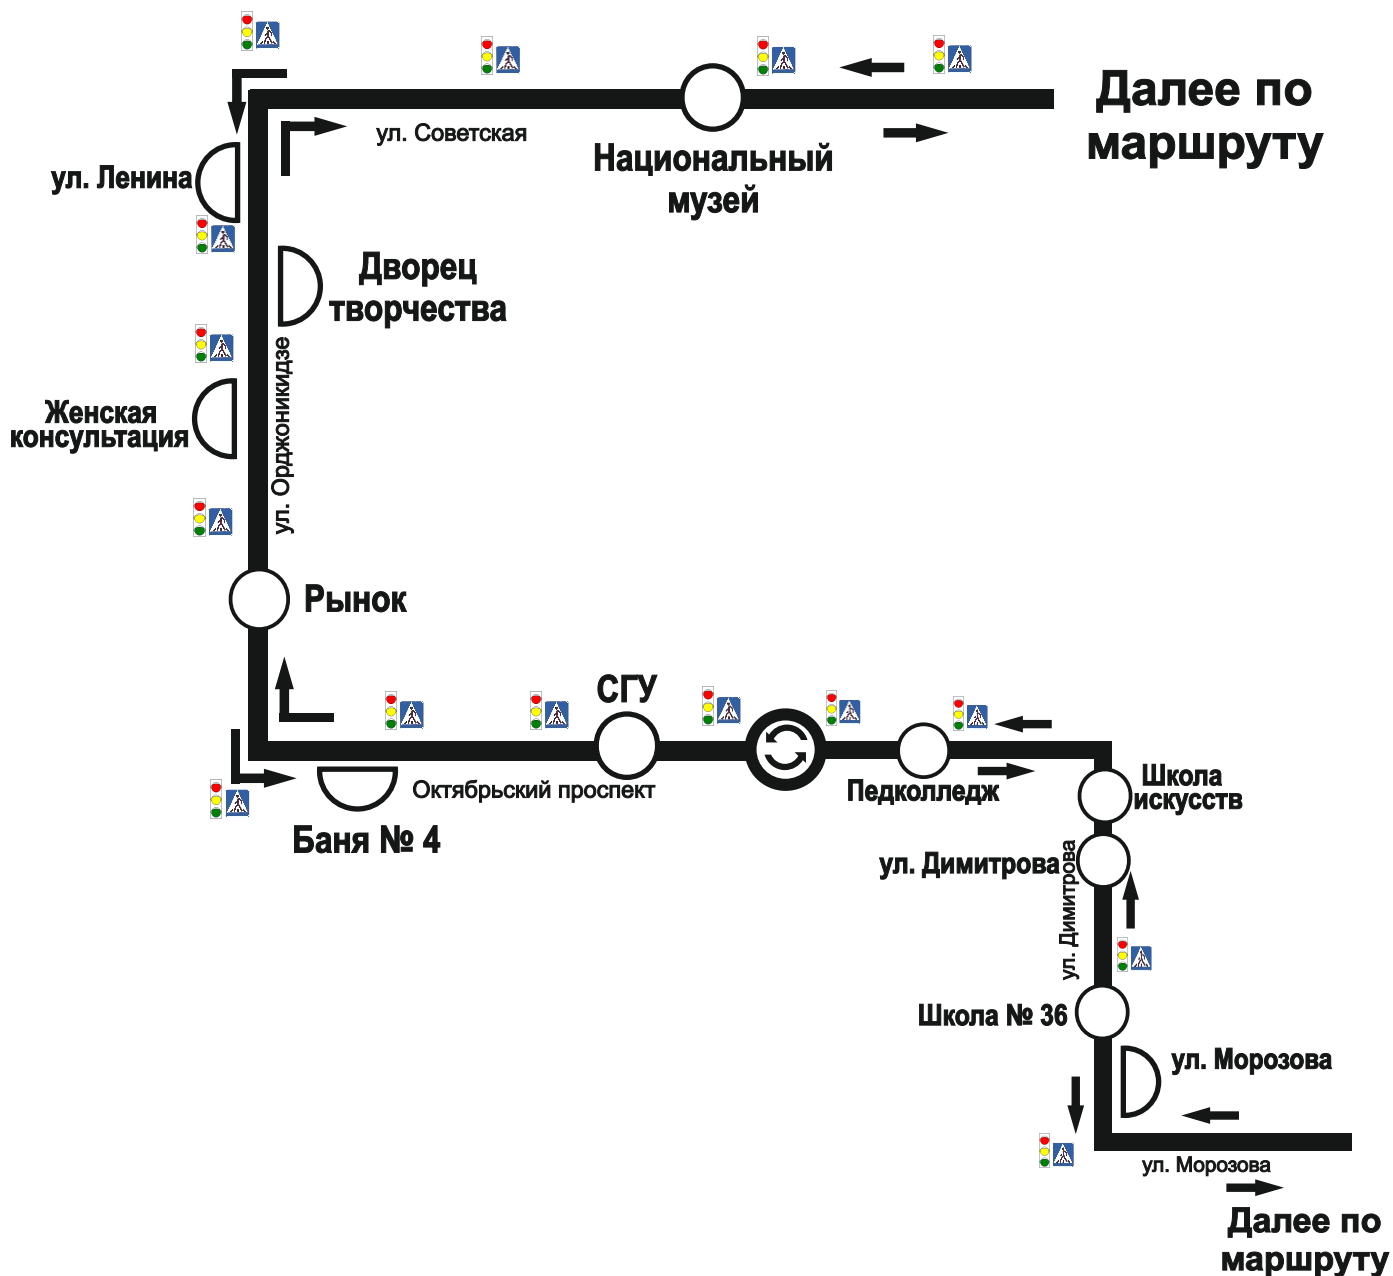 Далее по
маршруту
ул. Советская
Национальный
музей
ул. Ленина
Дворец
творчества
ул. Орджоникидзе
Женская
консультация
Рынок
СГУ
Октябрьский проспект
Баня № 4
Педколледж
Школа
искусств
ул. Димитрова
ул. Димитрова
Школа № 36
ул. Морозова
ул. Морозова
Далее по
маршруту